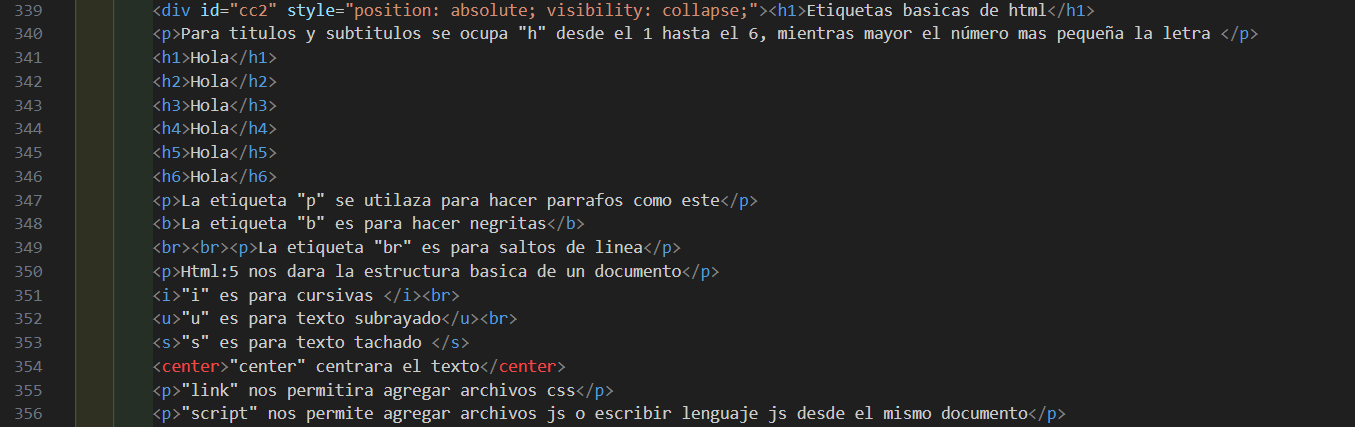 339 <div id="cc2" style="position: absolute; visibility: collapse;"><h1>Etiquetas basicas de html</h1>
340 <p>Para titulos y subtitulos se ocupa "h" desde el 1 hasta el 6, mientras mayor el número mas pequeña la letra </p>
341 <h1>Hola</h1>
342 <h2>Hola</h2>
343 <h3>Hola</h3>
344 <h4>Hola</h4>
345 <h5>Hola</h5>
346 <h6>Hola</h6>
347 <p>La etiqueta "p" se utilaza para hacer parrafos como este</p>
348 <b>La etiqueta "b" es para hacer negritas</b>
349 <br><br><p>La etiqueta "br" es para saltos de linea</p>
350 <p>Html:5 nos dara la estructura basica de un documento</p>
351 <i>"i" es para cursivas </i><br>
352 <u>"u" es para texto subrayado</u><br>
353 <s>"s" es para texto tachado </s>
354 <center>"center" centrara el texto</center>
355 <p>"link" nos permitira agregar archivos css</p>
356 <p>"script" nos permite agregar archivos js o escribir lenguaje js desde el mismo documento</p>